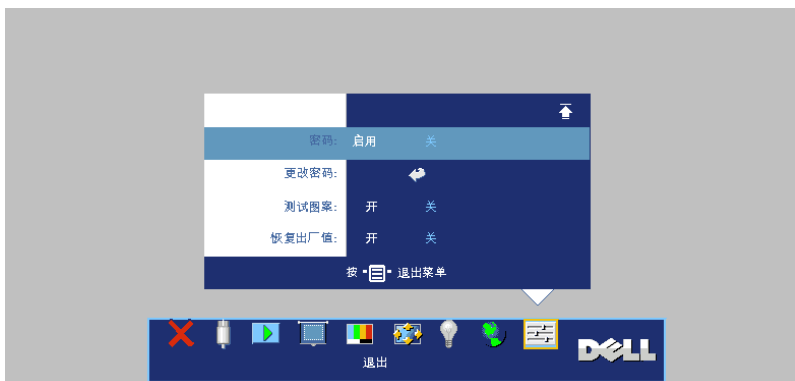 密码: 启用 关
更改密码:
测试图案: 开 关
恢复出厂值: 开 关
按 - - 退出菜单
退出
DELL